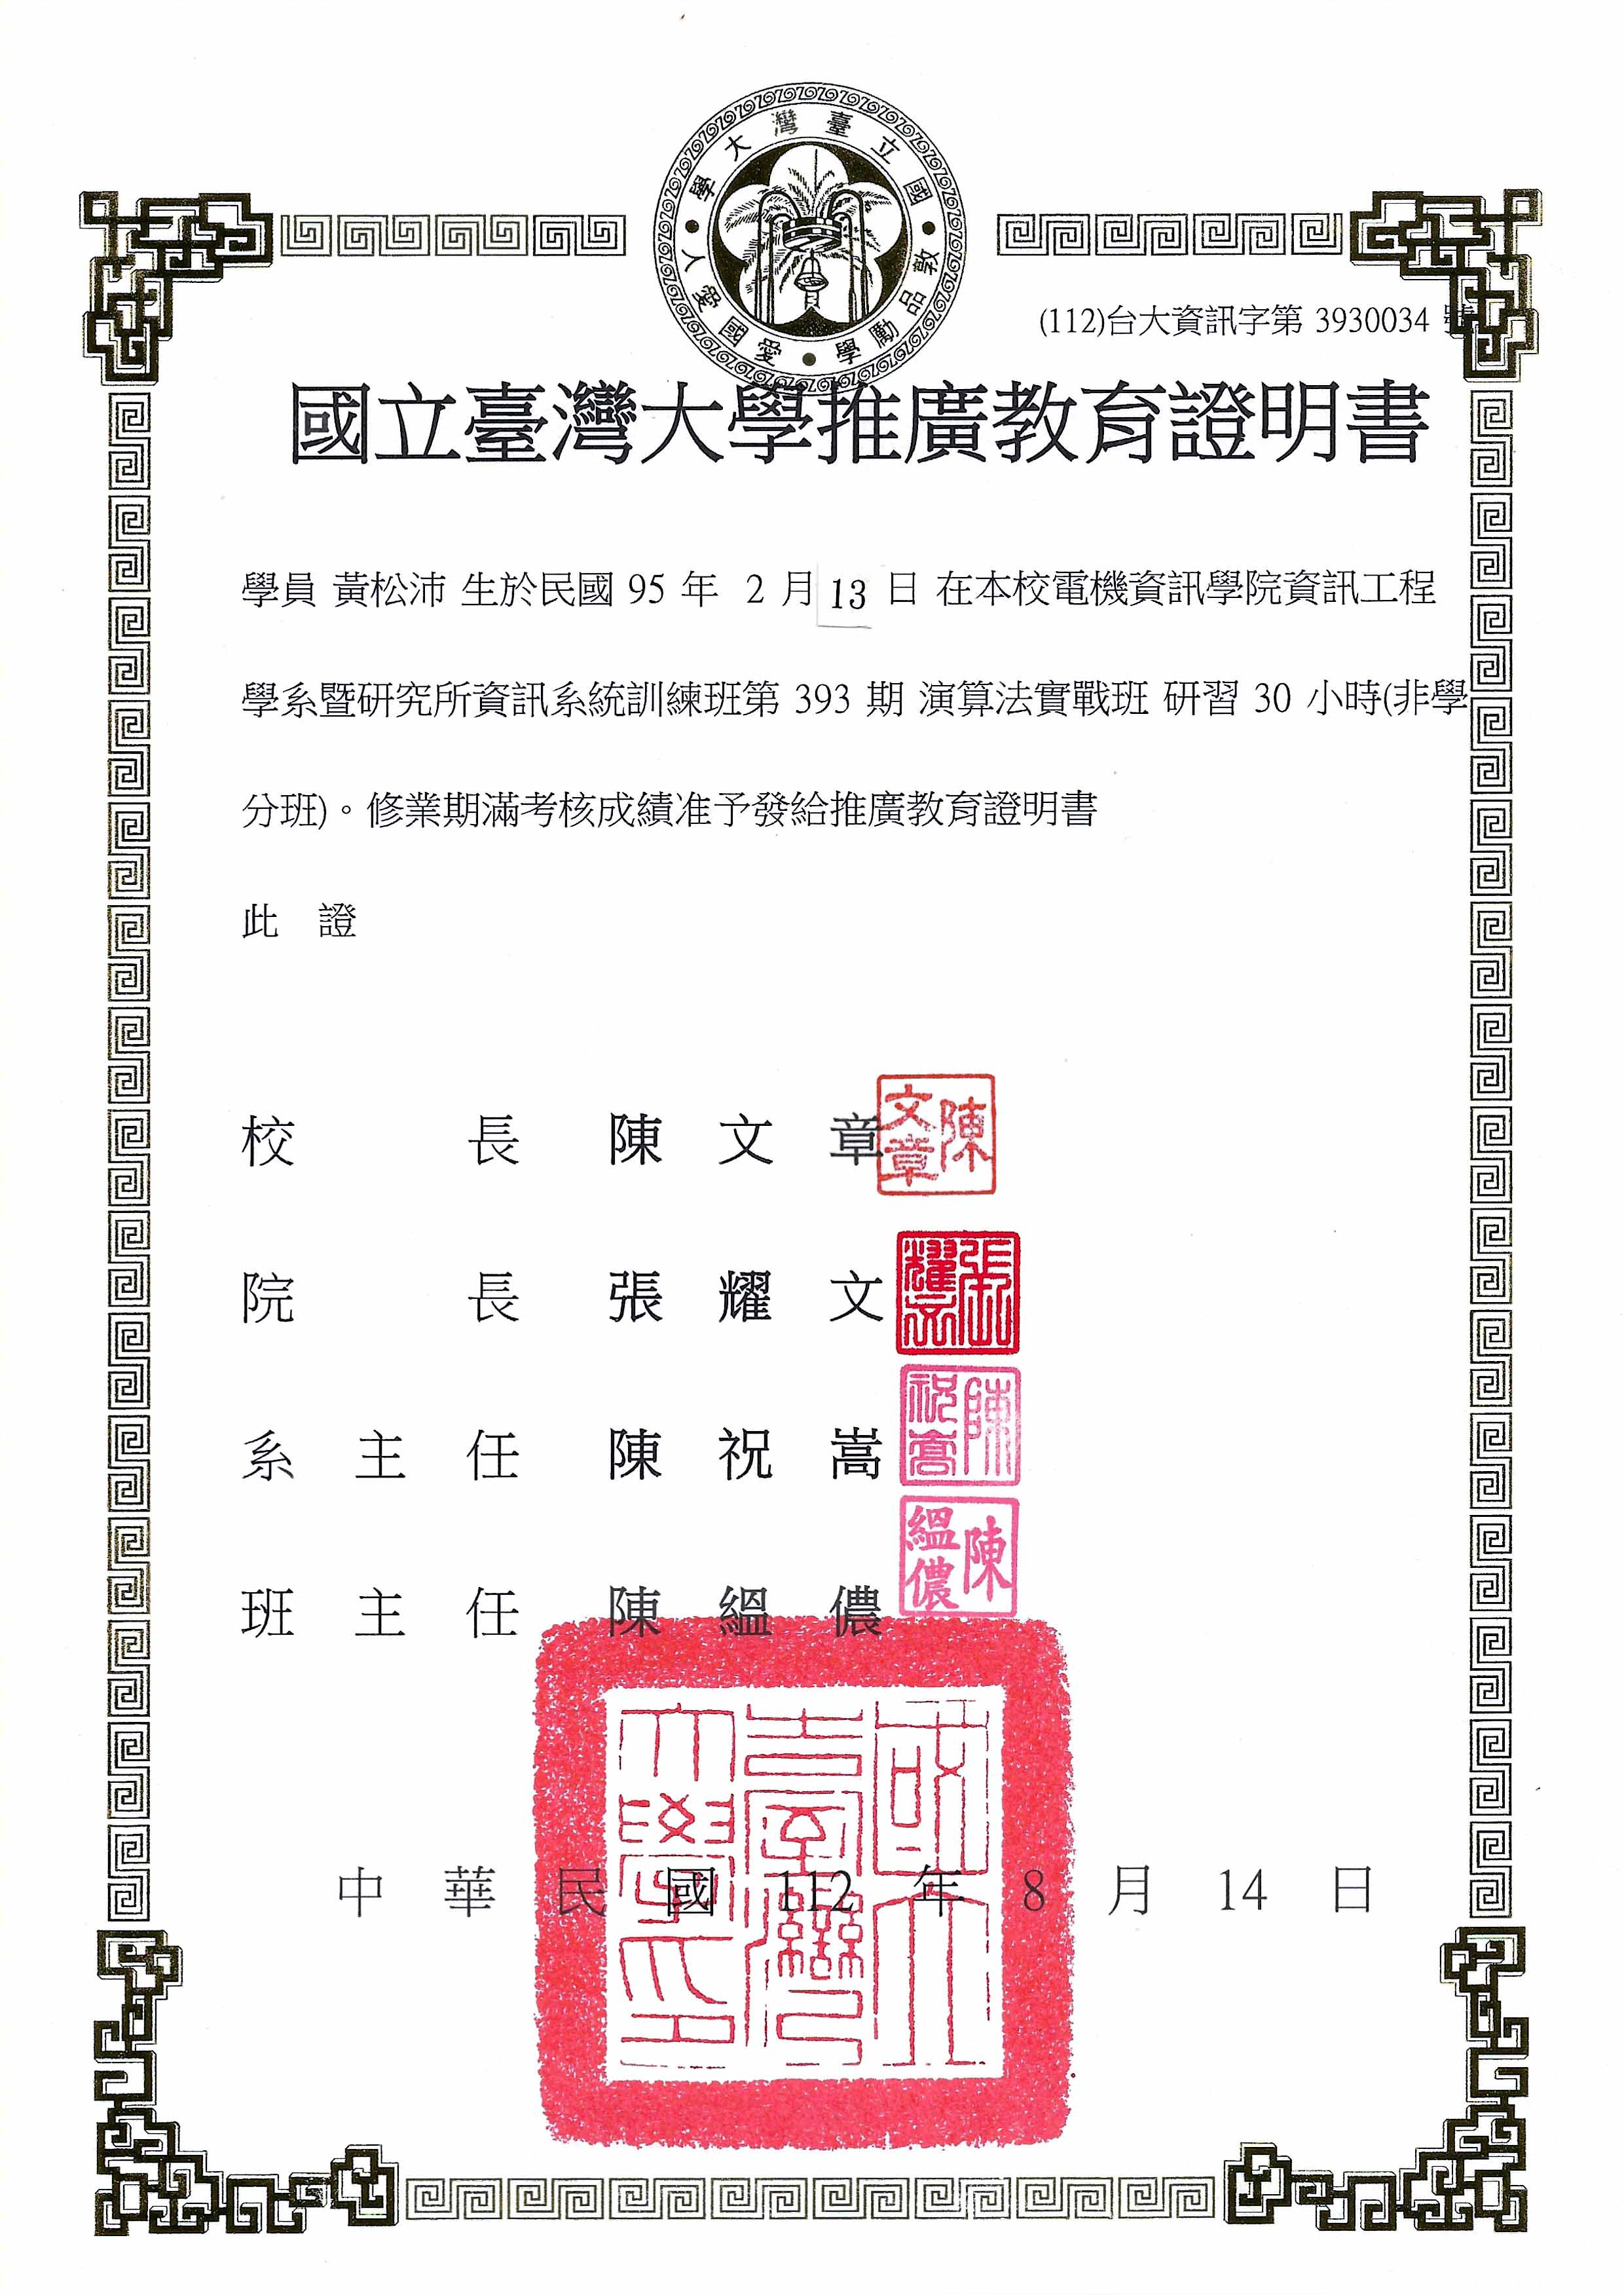 國立臺灣大學
敦品勵學
愛國愛人
(112)台大資訊字第 3930034 號
國立臺灣大學推廣教育證明書
學員 黃松沛 生於民國 95 年 2 月 13 日 在本校電機資訊學院資訊工程
學系暨研究所資訊系統訓練班第 393 期 演算法實戰班 研習 30 小時(非學
分班)。修業期滿考核成績准予發給推廣教育證明書
此 證
校 長 陳 文 章
陳文章
院 長 張 耀 文
張耀文
系 主 任 陳 祝 嵩
陳祝嵩
班 主 任 陳 縕 儂
陳縕儂
國立臺灣大學印
中 華 民 國 112 年 8 月 14 日